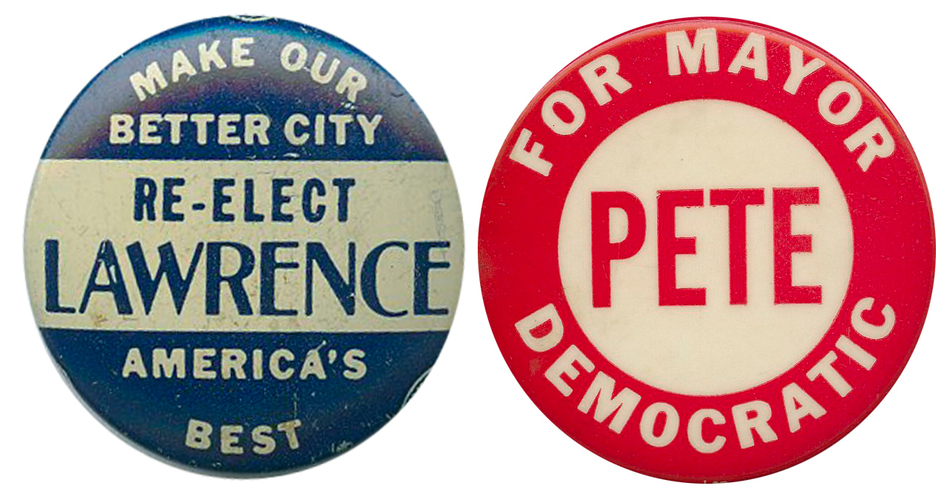 MAKE OUR
BETTER CITY
RE-ELECT
LAWRENCE
AMERICA'S
BEST
FOR MAYOR
PETE
DEMOCRATIC